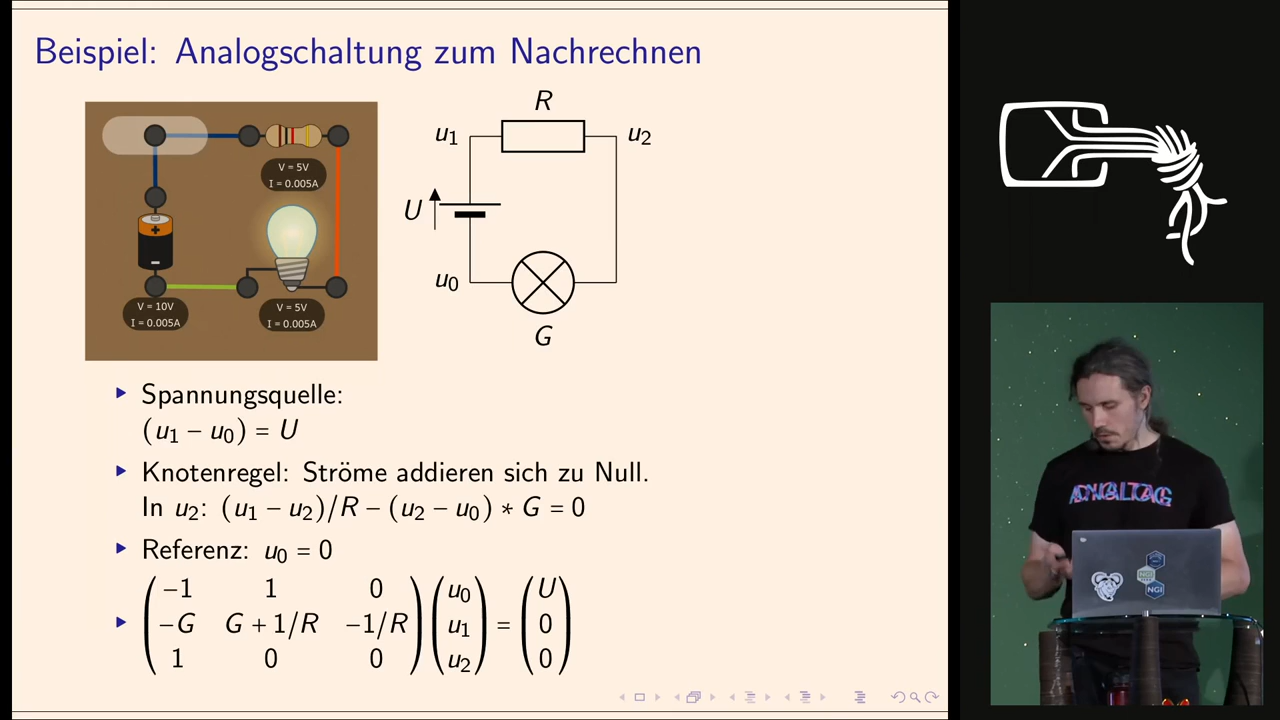 Beispiel: Analogschaltung zum Nachrechnen
V = 5V
I = 0.005A
V = 10V
I = 0.005A
V = 5V
I = 0.005A
R
u₁
u₂
U
u₀
G
Spannungsquelle:
(u₁ − u₀) = U
Knotenregel: Ströme addieren sich zu Null.
In u₂: (u₁ − u₂)/R − (u₂ − u₀) ∗ G = 0
Referenz: u₀ = 0
−1 1 0 u₀ U
−G G + 1/R −1/R u₁ = 0
1 0 0 u₂ 0
NGI
NGI